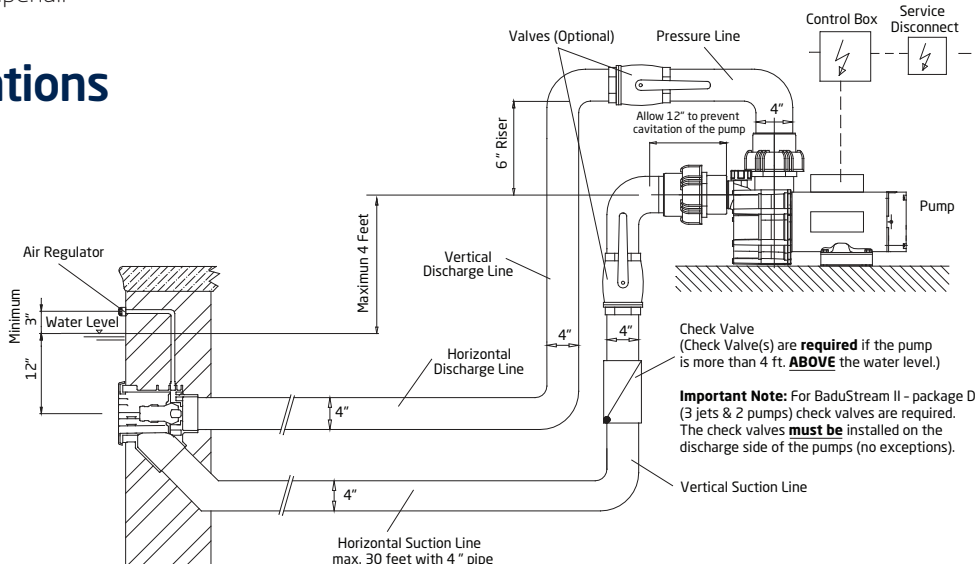 Control Box
Service
Disconnect
Valves (Optional)
Pressure Line
4"
Allow 12" to prevent
cavitation of the pump
6" Riser
Pump
Air Regulator
Maximun 4 Feet
Vertical
Discharge Line
Minimum
3"
Water Level
12"
4"
4"
Check Valve
(Check Valve(s) are required if the pump
is more than 4 ft. ABOVE the water level.)
Horizontal
Discharge Line
4"
Important Note: For BaduStream II - package D
(3 jets & 2 pumps) check valves are required.
The check valves must be installed on the
discharge side of the pumps (no exceptions).
4"
Vertical Suction Line
Horizontal Suction Line
max. 30 feet with 4 " pipe